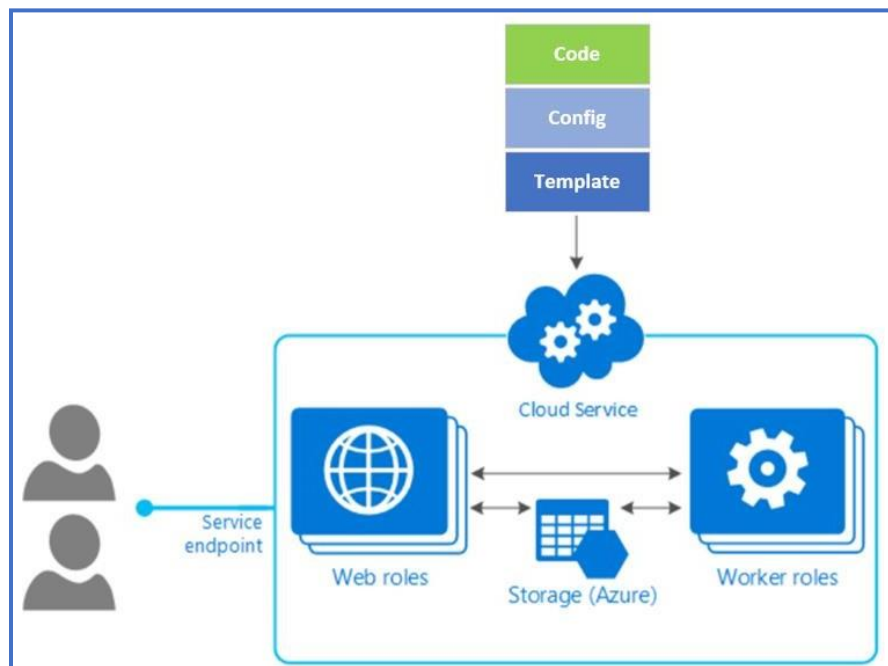 Code
Config
Template
Cloud Service
Service
endpoint
Web roles
Storage (Azure)
Worker roles